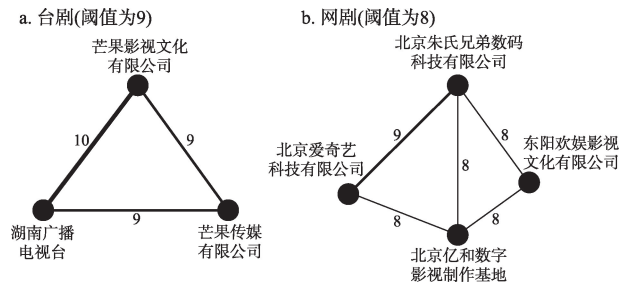 a. 台剧(阈值为9)
芒果影视文化
有限公司
10
9
9
湖南广播
电视台
芒果传媒
有限公司
b. 网剧(阈值为8)
北京朱氏兄弟数码
科技有限公司
9
8
8
北京爱奇艺
科技有限公司
东阳欢娱影视
文化有限公司
8
8
北京亿和数字
影视制作基地